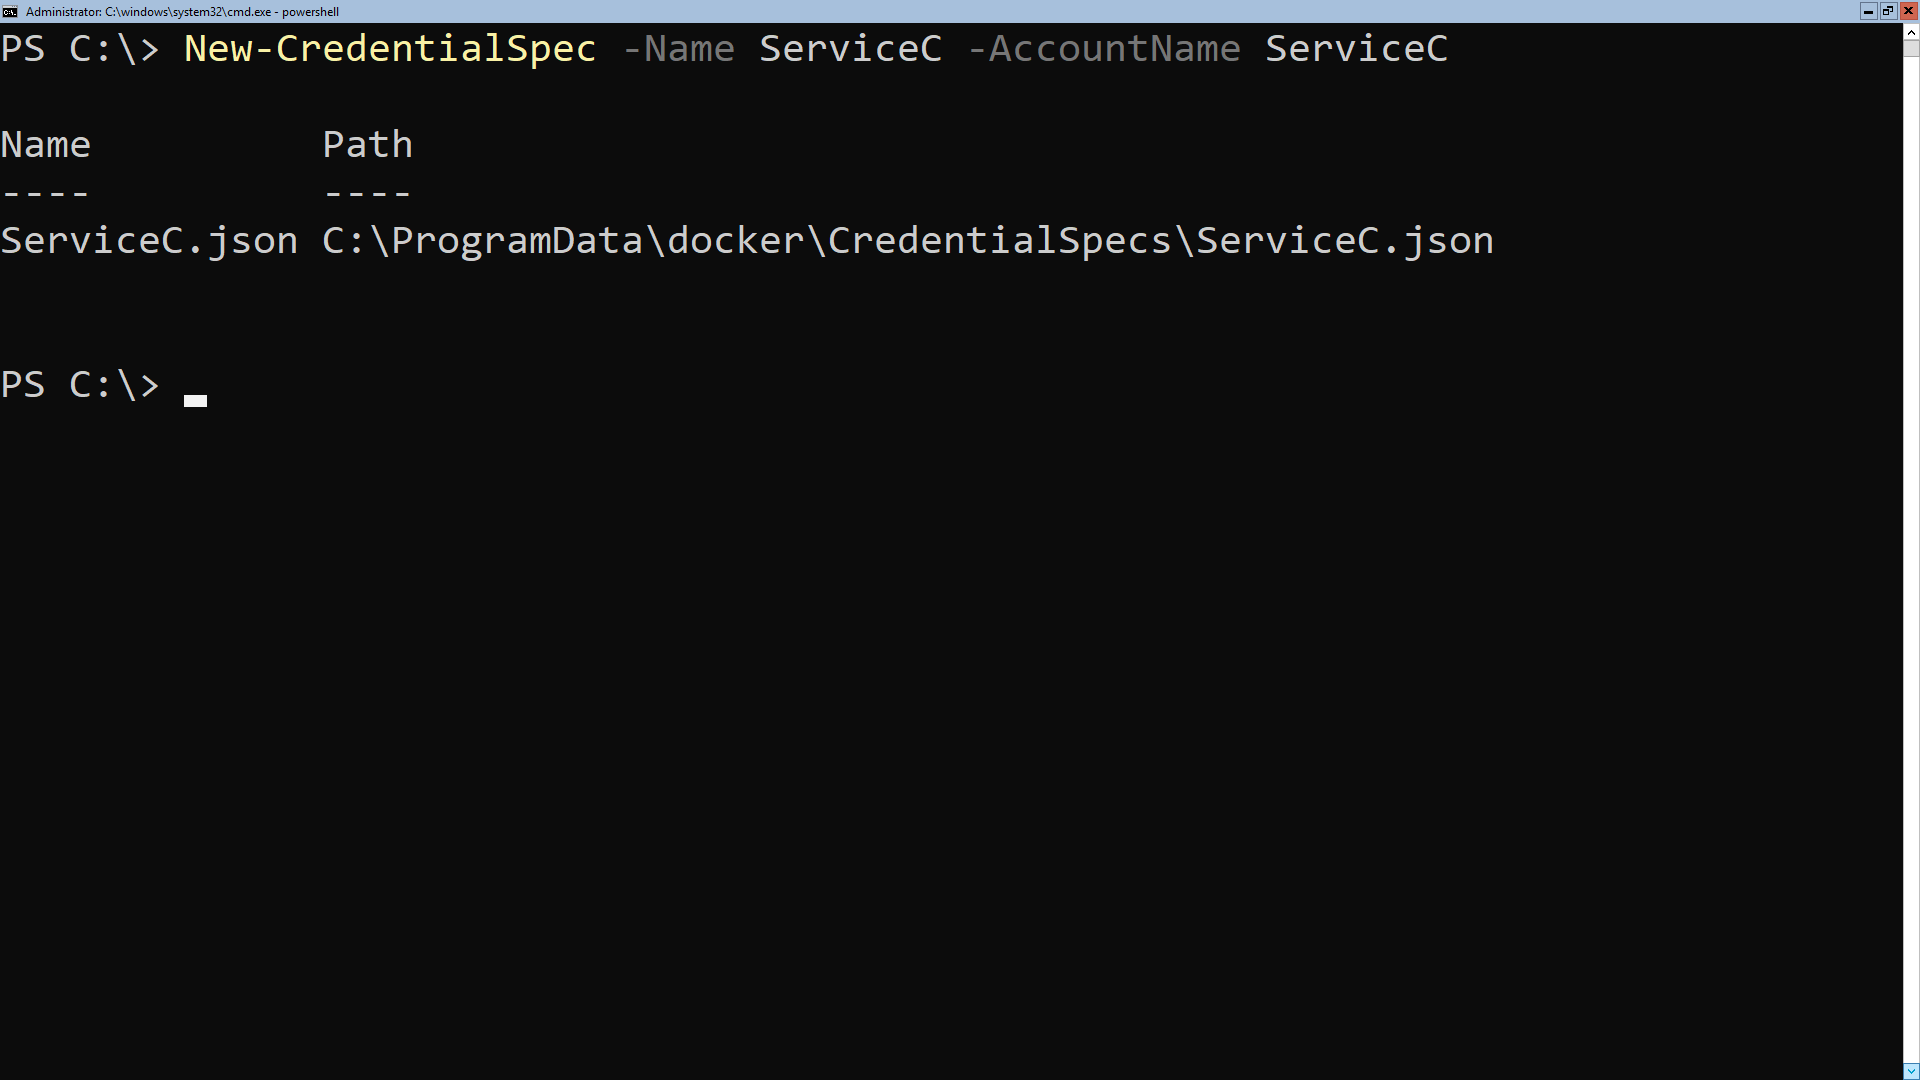 Administrator: C:\windows\system32\cmd.exe - powershell
PS C:\> New-CredentialSpec -Name ServiceC -AccountName ServiceC
Name Path
---- ----
ServiceC.json C:\ProgramData\docker\CredentialSpecs\ServiceC.json
PS C:\>